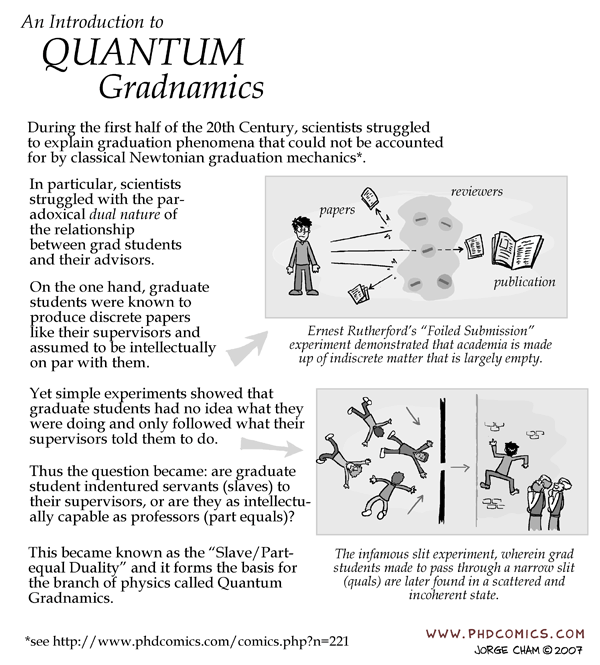 An Introduction to
QUANTUM
Gradnamics
During the first half of the 20th Century, scientists struggled
to explain graduation phenomena that could not be accounted
for by classical Newtonian graduation mechanics*.
In particular, scientists
struggled with the par-
adoxical dual nature of
the relationship
between grad students
and their advisors.
On the one hand, graduate
students were known to
produce discrete papers
like their supervisors and
assumed to be intellectually
on par with them.
papers
reviewers
publication
Ernest Rutherford's "Foiled Submission"
experiment demonstrated that academia is made
up of indiscrete matter that is largely empty.
Yet simple experiments showed that
graduate students had no idea what they
were doing and only followed what their
supervisors told them to do.
Thus the question became: are graduate
student indentured servants (slaves) to
their supervisors, or are they as intellectu-
ally capable as professors (part equals)?
This became known as the "Slave/Part-
equal Duality" and it forms the basis for
the branch of physics called Quantum
Gradnamics.
The infamous slit experiment, wherein grad
students made to pass through a narrow slit
(quals) are later found in a scattered and
incoherent state.
*see http://www.phdcomics.com/comics.php?n=221
WWW.PHDCOMICS.COM
JORGE CHAM © 2007